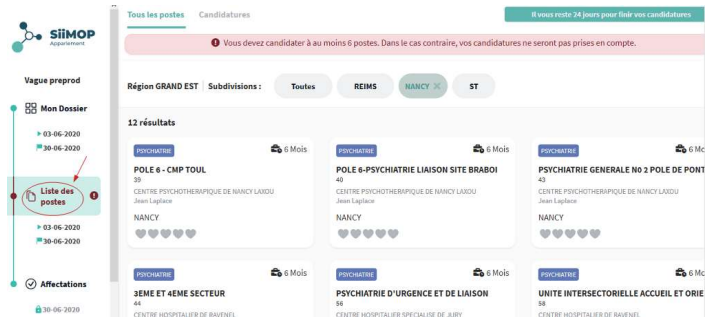 SiiMOP
Appariement
Vague preprod
Mon Dossier
03-06-2020
30-06-2020
Liste des
postes
03-06-2020
30-06-2020
Affectations
30-06-2020
Tous les postes Candidatures
Il vous reste 24 jours pour finir vos candidatures
Vous devez candidater à au moins 6 postes. Dans le cas contraire, vos candidatures ne seront pas prises en compte.
Région GRAND EST Subdivisions : Toutes REIMS NANCY ST
12 résultats
PSYCHIATRIE 6 Mois
POLE 6 - CMP TOUL
39
CENTRE PSYCHOTHERAPIQUE DE NANCY LAXOU
Jean Laplace
NANCY
PSYCHIATRIE 6 Mois
POLE 6-PSYCHIATRIE LIAISON SITE BRABOI
40
CENTRE PSYCHOTHERAPIQUE DE NANCY LAXOU
Jean Laplace
NANCY
PSYCHIATRIE 6 Mo
PSYCHIATRIE GENERALE N0 2 POLE DE PONT
43
CENTRE PSYCHOTHERAPIQUE DE NANCY LAXOU
Jean Laplace
NANCY
PSYCHIATRIE 6 Mois
3EME ET 4EME SECTEUR
44
CENTRE HOSPITALIER DE RAVENEL
PSYCHIATRIE 6 Mois
PSYCHIATRIE D'URGENCE ET DE LIAISON
56
CENTRE HOSPITALIER SPECIALISE DE JURY
PSYCHIATRIE 6 Mo
UNITE INTERSECTORIELLE ACCUEIL ET ORIE
58
CENTRE HOSPITALIER DE RAVENEL